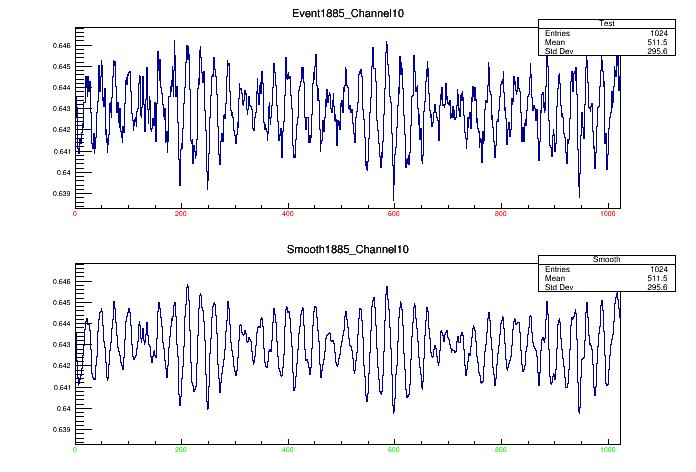 Event1885_Channel10
Test
Entries 1024
Mean 511.5
Std Dev 295.6
0.646
0.645
0.644
0.643
0.642
0.641
0.64
0.639
0 200 400 600 800 1000
Smooth1885_Channel10
Smooth
Entries 1024
Mean 511.5
Std Dev 295.6
0.646
0.645
0.644
0.643
0.642
0.641
0.64
0.639
0 200 400 600 800 1000